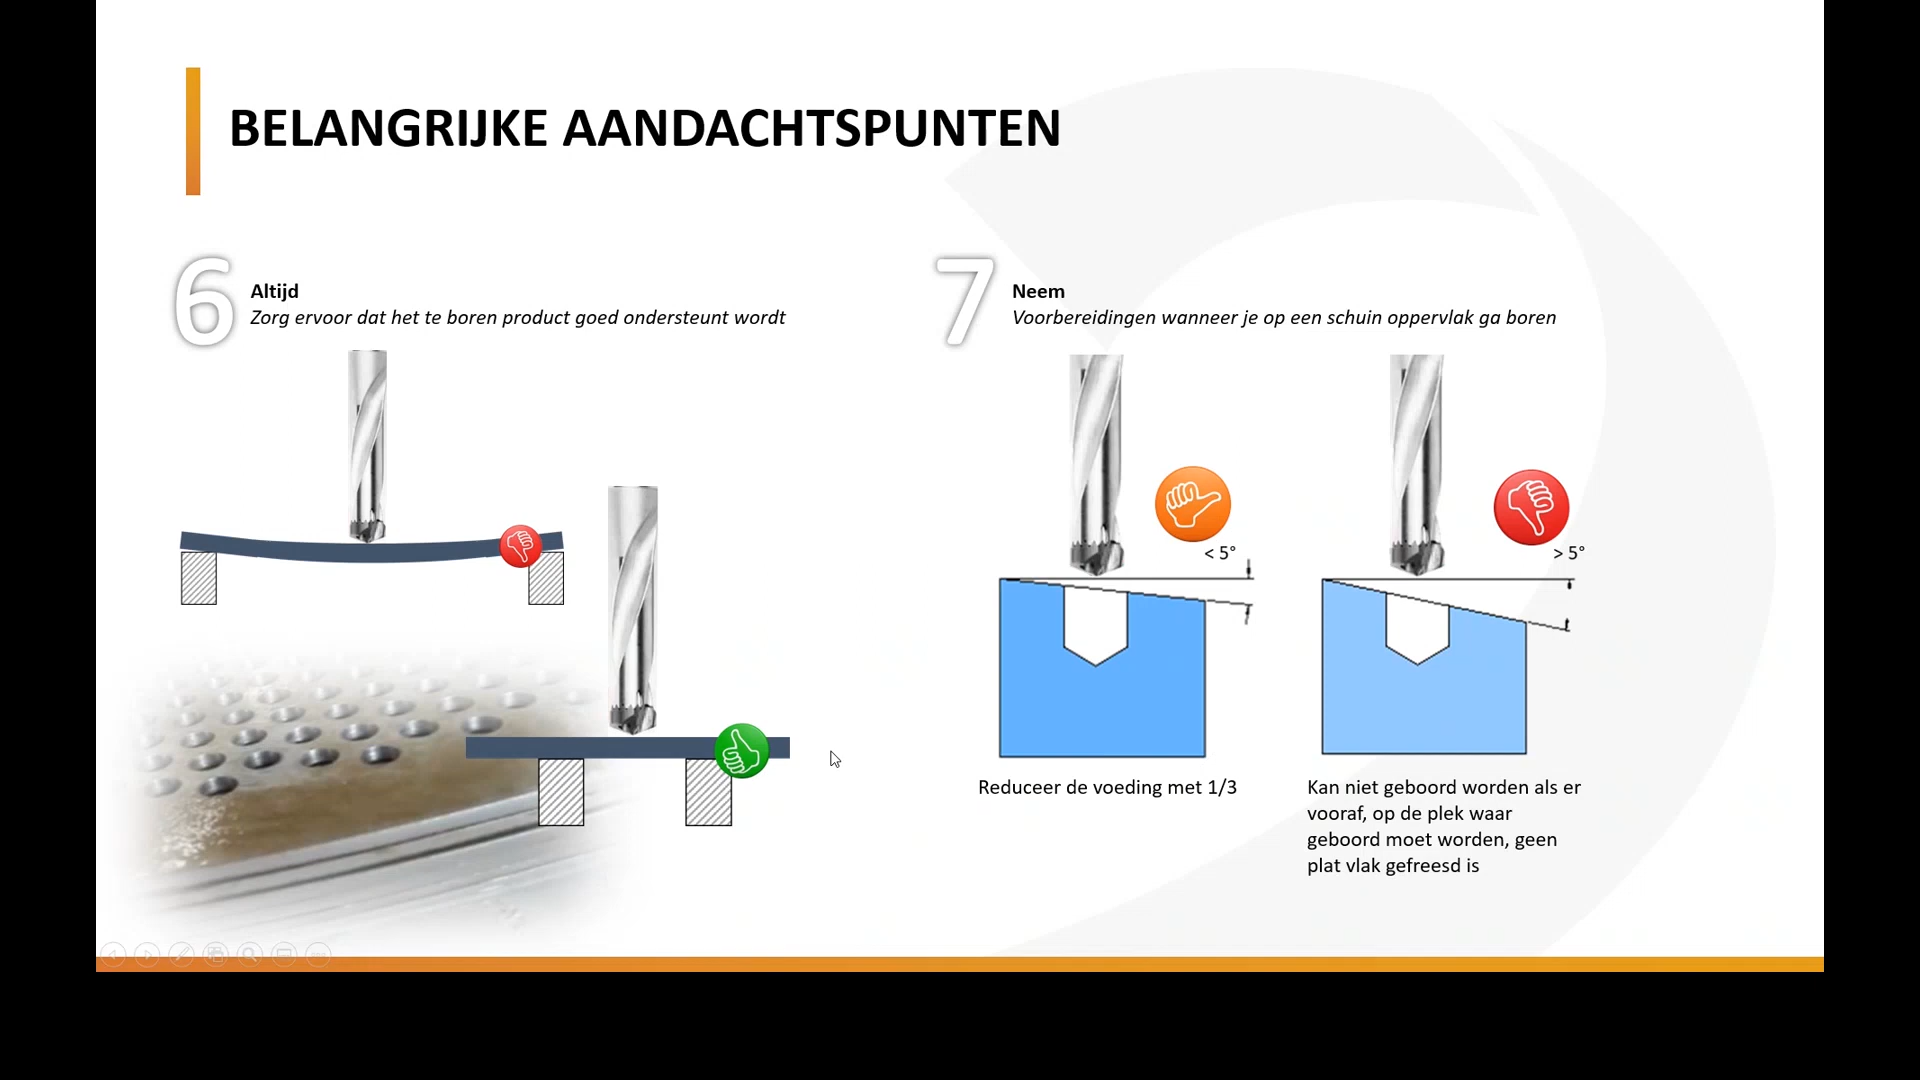 BELANGRIJKE AANDACHTSPUNTEN
6
Altijd
Zorg ervoor dat het te boren product goed ondersteunt wordt
7
Neem
Voorbereidingen wanneer je op een schuin oppervlak ga boren
< 5°
> 5°
Reduceer de voeding met 1/3
Kan niet geboord worden als er
vooraf, op de plek waar
geboord moet worden, geen
plat vlak gefreesd is